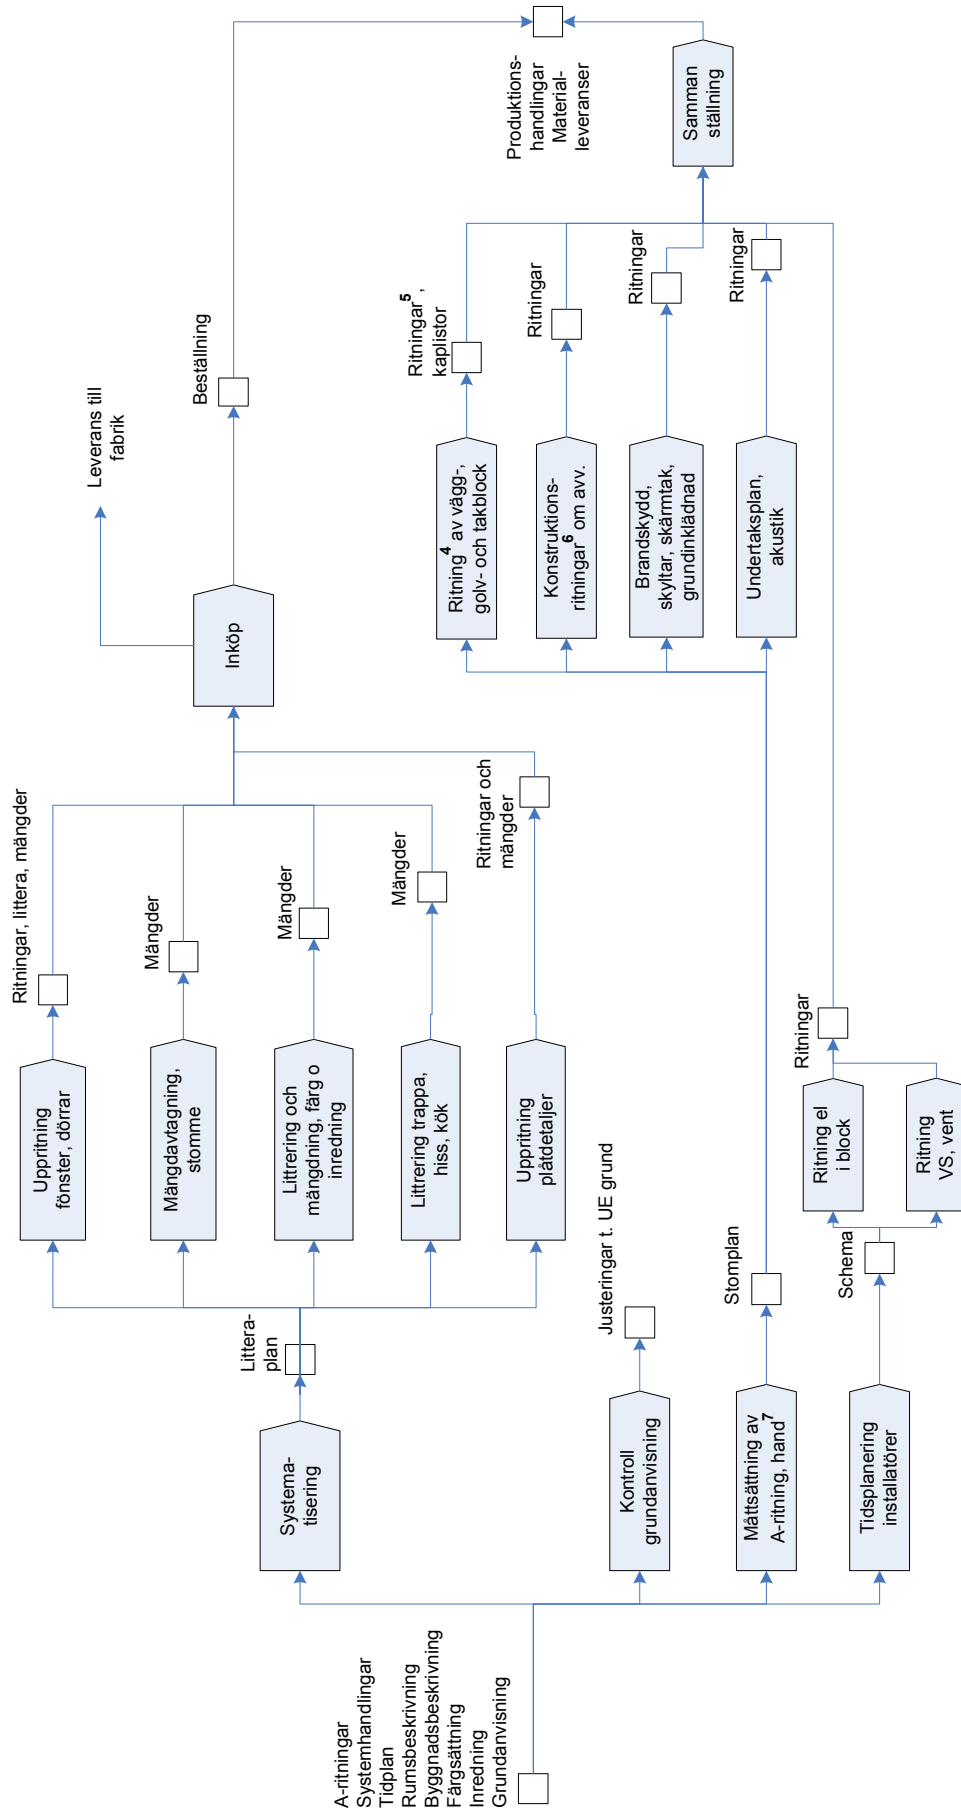 A-ritningar
Systemhandlingar
Tidplan
Rumsbeskrivning
Byggnadsbeskrivning
Färgsättning
Inredning
Grundanvisning
Systema-
tisering
Kontroll
grundanvisning
Måttsättning av
A-ritning, hand7
Tidsplanering
installatörer
Littera-
plan
Justeringar t. UE grund
Stomplan
Schema
Uppritning
fönster, dörrar
Mängdavtagning,
stomme
Littrering och
mängdning, färg o
inredning
Littrering trappa,
hiss, kök
Uppritning
plåtdetaljer
Ritning el
i block
Ritning
VS, vent
Ritningar, littera, mängder
Mängder
Mängder
Mängder
Ritningar och
mängder
Ritningar
Inköp
Ritning4 av vägg-,
golv- och takblock
Konstruktions-
ritningar6 om avv.
Brandskydd,
skyltar, skärmtak,
grundinklädnad
Undertaksplan,
akustik
Leverans till
fabrik
Beställning
Ritningar5,
kaplistor
Ritningar
Ritningar
Ritningar
Produktions-
handlingar
Material-
leveranser
Samman
ställning